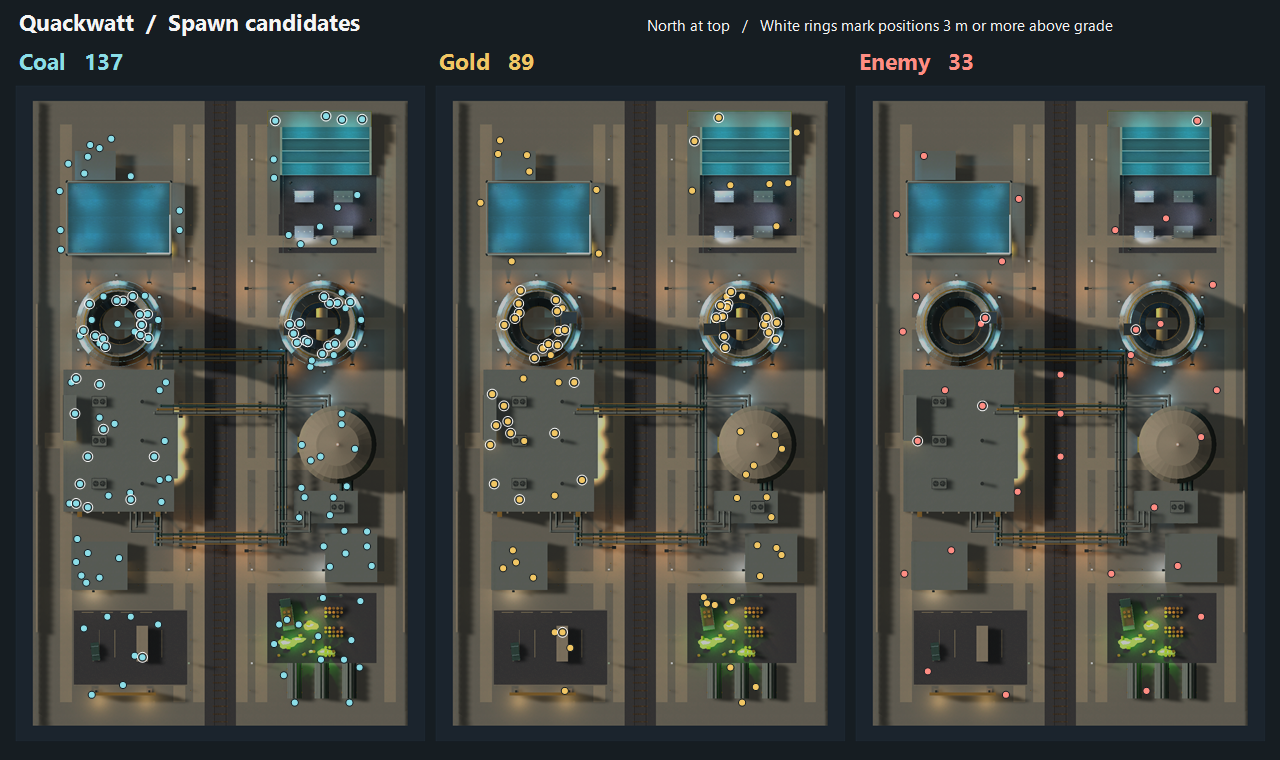 Quackwatt / Spawn candidates
North at top / White rings mark positions 3 m or more above grade
Coal 137
Gold 89
Enemy 33